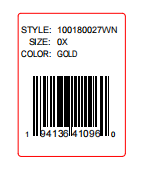 STYLE: 100180027WN
SIZE: 0X
COLOR: GOLD
1 94136 41096 0